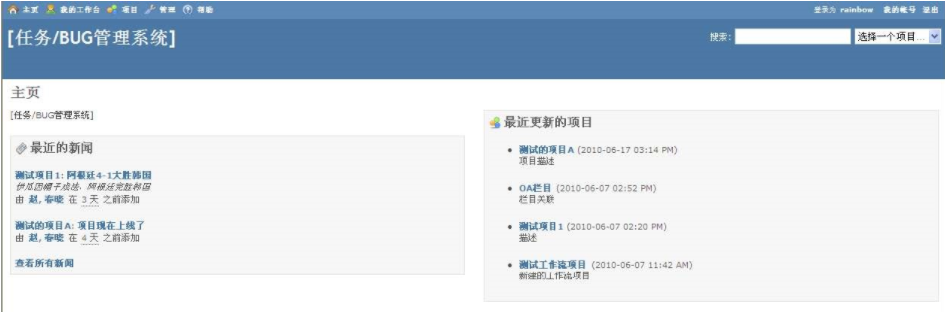 主页 我的工作台 项目 管理 帮助
登录为 rainbow 我的帐号 退出
[任务/BUG管理系统]
搜索:
选择一个项目...
主页
[任务/BUG管理系统]
最近的新闻
测试项目1: 阿根廷4-1大胜韩国
伊瓜因帽子戏法、阿根廷完胜韩国
由 赵, 春晓 在 3 天 之前添加
测试的项目A: 项目现在上线了
由 赵, 春晓 在 4 天 之前添加
查看所有新闻
最近更新的项目
测试的项目A (2010-06-17 03:14 PM)
项目描述
OA栏目 (2010-06-07 02:52 PM)
栏目关联
测试项目1 (2010-06-07 02:20 PM)
描述
测试工作流项目 (2010-06-07 11:42 AM)
新建的工作流项目